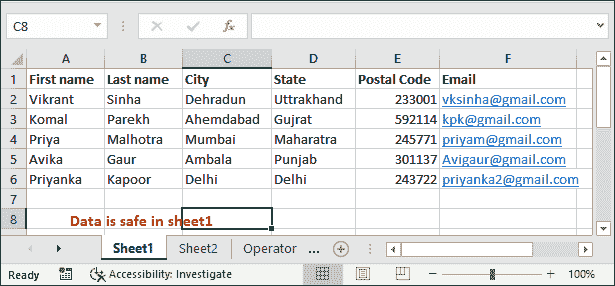 C8 fx
A B C D E F
1 First name Last name City State Postal Code Email
2 Vikrant Sinha Dehradun Uttrakhand 233001 vksinha@gmail.com
3 Komal Parekh Ahemdabad Gujrat 592114 kpk@gmail.com
4 Priya Malhotra Mumbai Maharatra 245771 priyam@gmail.com
5 Avika Gaur Ambala Punjab 301137 Avigaur@gmail.com
6 Priyanka Kapoor Delhi Delhi 243722 priyanka2@gmail.com
7
8 Data is safe in sheet1
Sheet1 Sheet2 Operator ...
Ready Accessibility: Investigate 100%